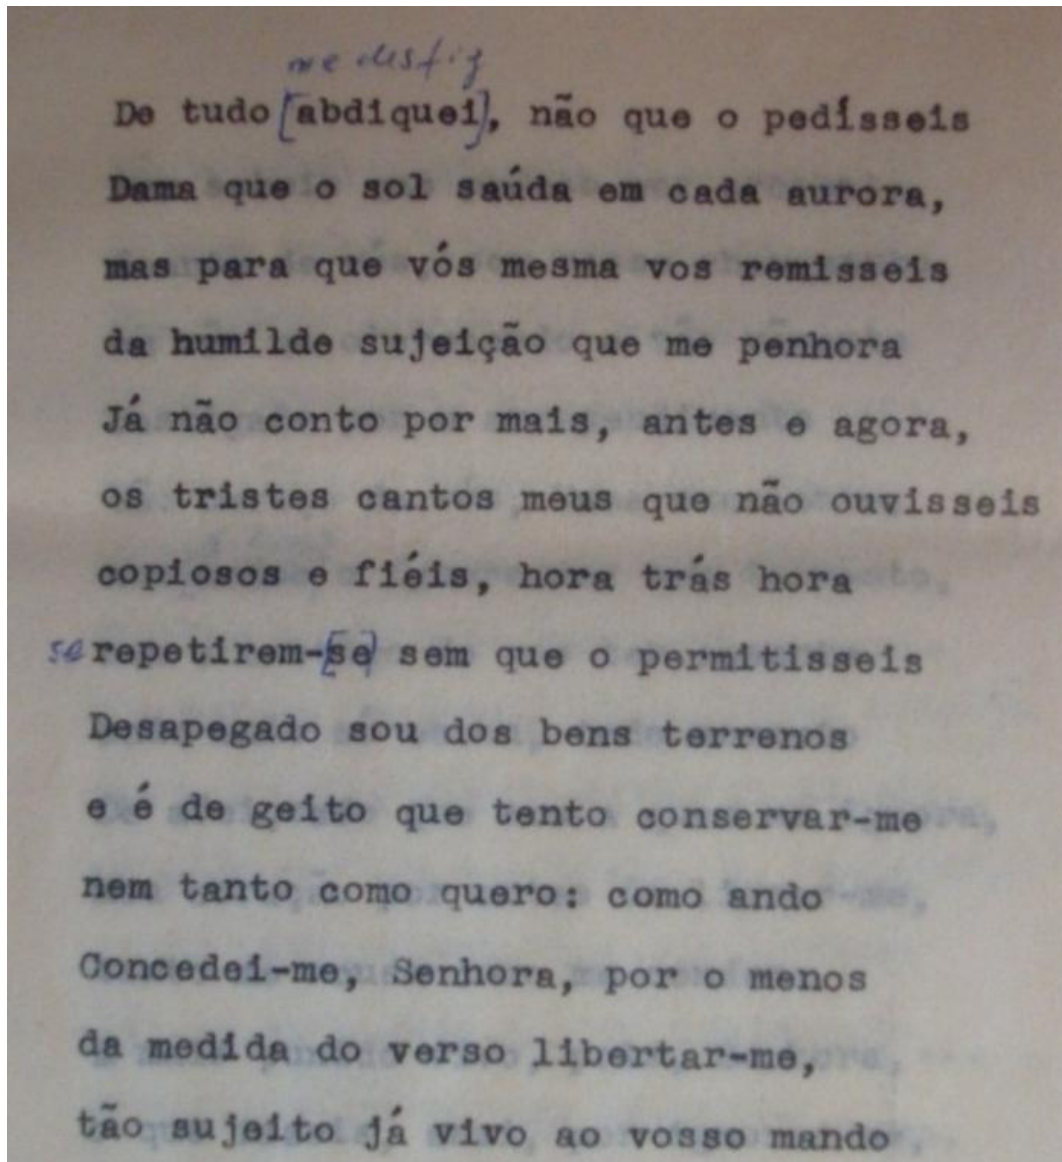 me desfiz
De tudo [abdiquei], não que o pedísseis
Dama que o sol saúda em cada aurora,
mas para que vós mesma vos remisseis
da humilde sujeição que me penhora
Já não conto por mais, antes e agora,
os tristes cantos meus que não ouvisseis
copiosos e fiéis, hora trás hora
se repetirem-[se] sem que o permitisseis
Desapegado sou dos bens terrenos
e é de geito que tento conservar-me
nem tanto como quero: como ando
Concedei-me, Senhora, por o menos
da medida do verso libertar-me,
tão sujeito já vivo ao vosso mando